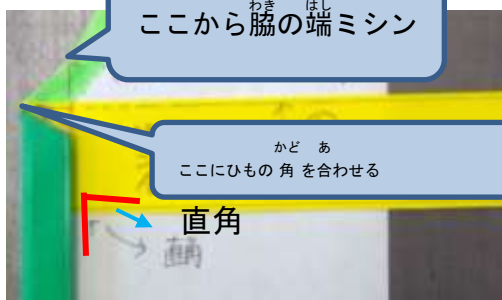 ここから脇の端ミシン
わき はし
ここにひもの 角 を合わせる
かど あ
直角